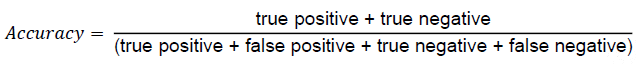 Accuracy = true positive + true negative
(true positive + false positive + true negative + false negative)